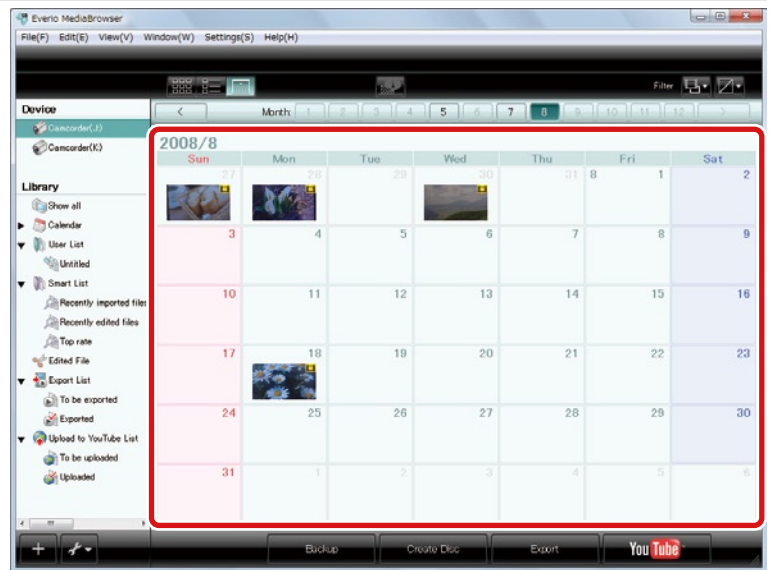 Everio MediaBrowser
File(F) Edit(E) View(V) Window(W) Settings(S) Help(H)
Filter
Device
< Month: 1 2 3 4 5 6 7 8 9 10 11 12 >
Camcorder(J:)
Camcorder(K:)
2008/8
Sun Mon Tue Wed Thu Fri Sat
27 28 29 30 31 8 1 2
Library
Show all
Calendar
User List
Untitled
3 4 5 6 7 8 9
Smart List
Recently imported files
Recently edited files
Top rate
10 11 12 13 14 15 16
Edited File
Export List
To be exported
Exported
17 18 19 20 21 22 23
Upload to YouTube List
To be uploaded
Uploaded
24 25 26 27 28 29 30
31 1 2 3 4 5 6
Backup Create Disc Export YouTube